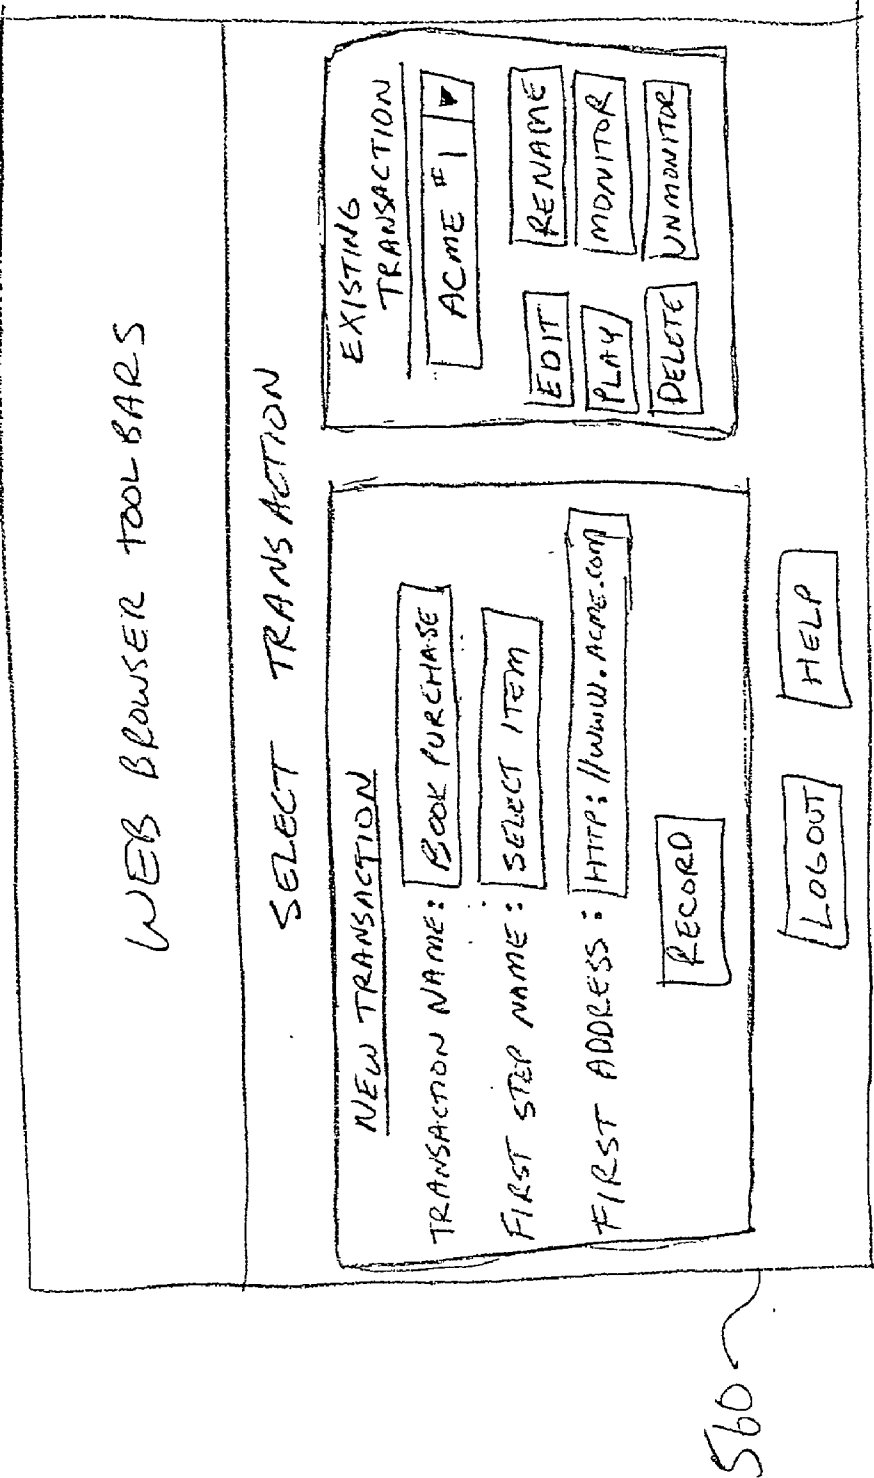 WEB BROWSER TOOLBARS
SELECT TRANSACTION
NEW TRANSACTION
TRANSACTION NAME: BOOK PURCHASE
FIRST STEP NAME: SELECT ITEM
FIRST ADDRESS: HTTP://WWW.ACME.COM
RECORD
EXISTING
TRANSACTION
ACME #1
EDIT RENAME
PLAY MONITOR
DELETE UNMONITOR
LOGOUT HELP
560